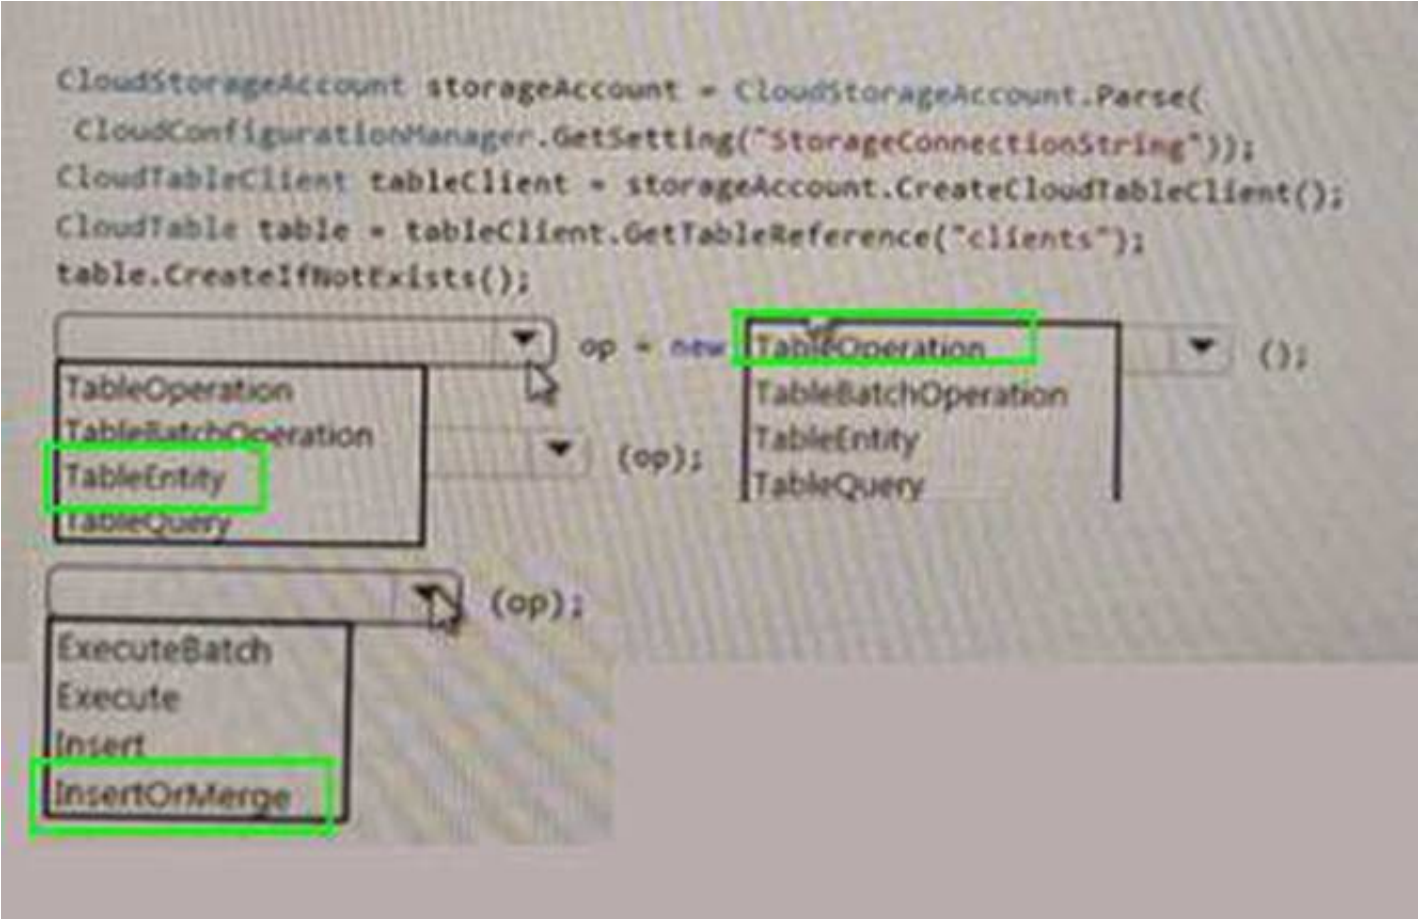 CloudStorageAccount storageAccount = CloudStorageAccount.Parse(
CloudConfigurationManager.GetSetting("StorageConnectionString"));
CloudTableClient tableClient = storageAccount.CreateCloudTableClient();
CloudTable table = tableClient.GetTableReference("clients");
table.CreateIfNotExists();
op = new TableOperation ();
TableOperation
TableBatchOperation
TableEntity
TableQuery
TableBatchOperation
TableEntity
TableQuery
(op);
(op);
ExecuteBatch
Execute
Insert
InsertOrMerge